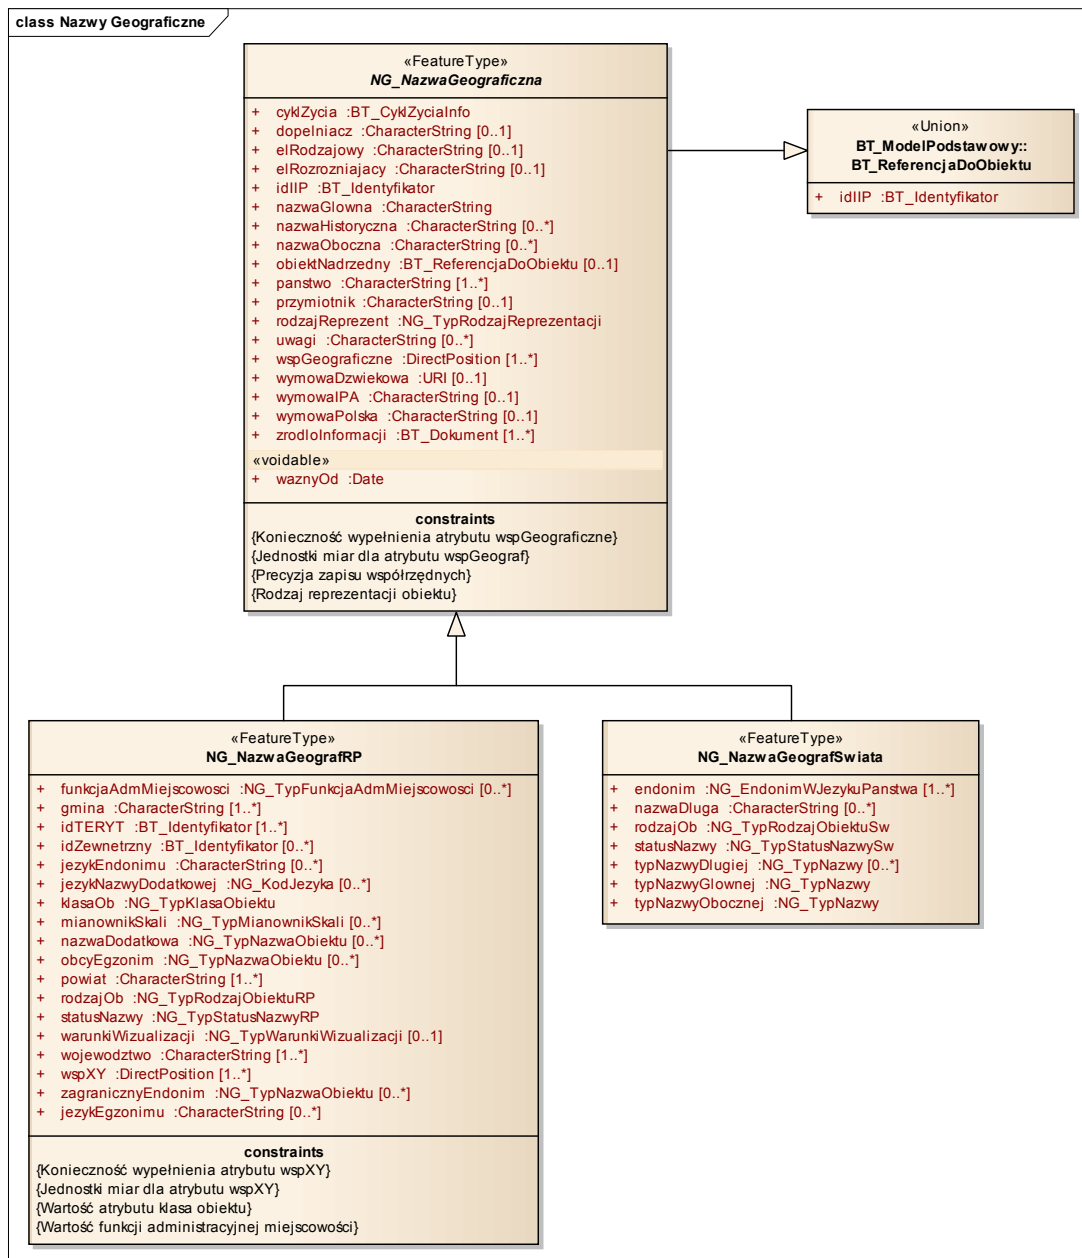 class Nazwy Geograficzne
«FeatureType»
NG_NazwaGeograficzna
+ cyklZycia :BT_CyklZyciaInfo
+ dopelniacz :CharacterString [0..1]
+ elRodzajowy :CharacterString [0..1]
+ elRozrozniajacy :CharacterString [0..1]
+ idIIP :BT_Identyfikator
+ nazwaGlowna :CharacterString
+ nazwaHistoryczna :CharacterString [0..*]
+ nazwaOboczna :CharacterString [0..*]
+ obiektNadrzedny :BT_ReferencjaDoObiektu [0..1]
+ panstwo :CharacterString [1..*]
+ przymiotnik :CharacterString [0..1]
+ rodzajReprezent :NG_TypRodzajReprezentacji
+ uwagi :CharacterString [0..*]
+ wspGeograficzne :DirectPosition [1..*]
+ wymowaDzwiekowa :URI [0..1]
+ wymowaIPA :CharacterString [0..1]
+ wymowaPolska :CharacterString [0..1]
+ zrodloInformacji :BT_Dokument [1..*]
«voidable»
+ waznyOd :Date
constraints
{Konieczność wypełnienia atrybutu wspGeograficzne}
{Jednostki miar dla atrybutu wspGeograf}
{Precyzja zapisu współrzędnych}
{Rodzaj reprezentacji obiektu}
«Union»
BT_ModelPodstawowy::
BT_ReferencjaDoObiektu
+ idIIP :BT_Identyfikator
«FeatureType»
NG_NazwaGeografRP
+ funkcjaAdmMiejscowosci :NG_TypFunkcjaAdmMiejscowosci [0..*]
+ gmina :CharacterString [1..*]
+ idTERYT :BT_Identyfikator [1..*]
+ idZewnetrzny :BT_Identyfikator [0..*]
+ jezykEndonimu :CharacterString [0..*]
+ jezykNazwyDodatkowej :NG_KodJezyka [0..*]
+ klasaOb :NG_TypKlasaObiektu
+ mianownikSkali :NG_TypMianownikSkali [0..*]
+ nazwaDodatkowa :NG_TypNazwaObiektu [0..*]
+ obcyEgzonim :NG_TypNazwaObiektu [0..*]
+ powiat :CharacterString [1..*]
+ rodzajOb :NG_TypRodzajObiektuRP
+ statusNazwy :NG_TypStatusNazwyRP
+ warunkiWizualizacji :NG_TypWarunkiWizualizacji [0..1]
+ wojewodztwo :CharacterString [1..*]
+ wspXY :DirectPosition [1..*]
+ zagranicznyEndonim :NG_TypNazwaObiektu [0..*]
+ jezykEgzonimu :CharacterString [0..*]
constraints
{Konieczność wypełnienia atrybutu wspXY}
{Jednostki miar dla atrybutu wspXY}
{Wartość atrybutu klasa obiektu}
{Wartość funkcji administracyjnej miejscowości}
«FeatureType»
NG_NazwaGeografSwiata
+ endonim :NG_EndonimWJezykuPanstwa [1..*]
+ nazwaDluga :CharacterString [0..*]
+ rodzajOb :NG_TypRodzajObiektuSw
+ statusNazwy :NG_TypStatusNazwySw
+ typNazwyDlugiej :NG_TypNazwy [0..*]
+ typNazwyGlownej :NG_TypNazwy
+ typNazwyObocznej :NG_TypNazwy